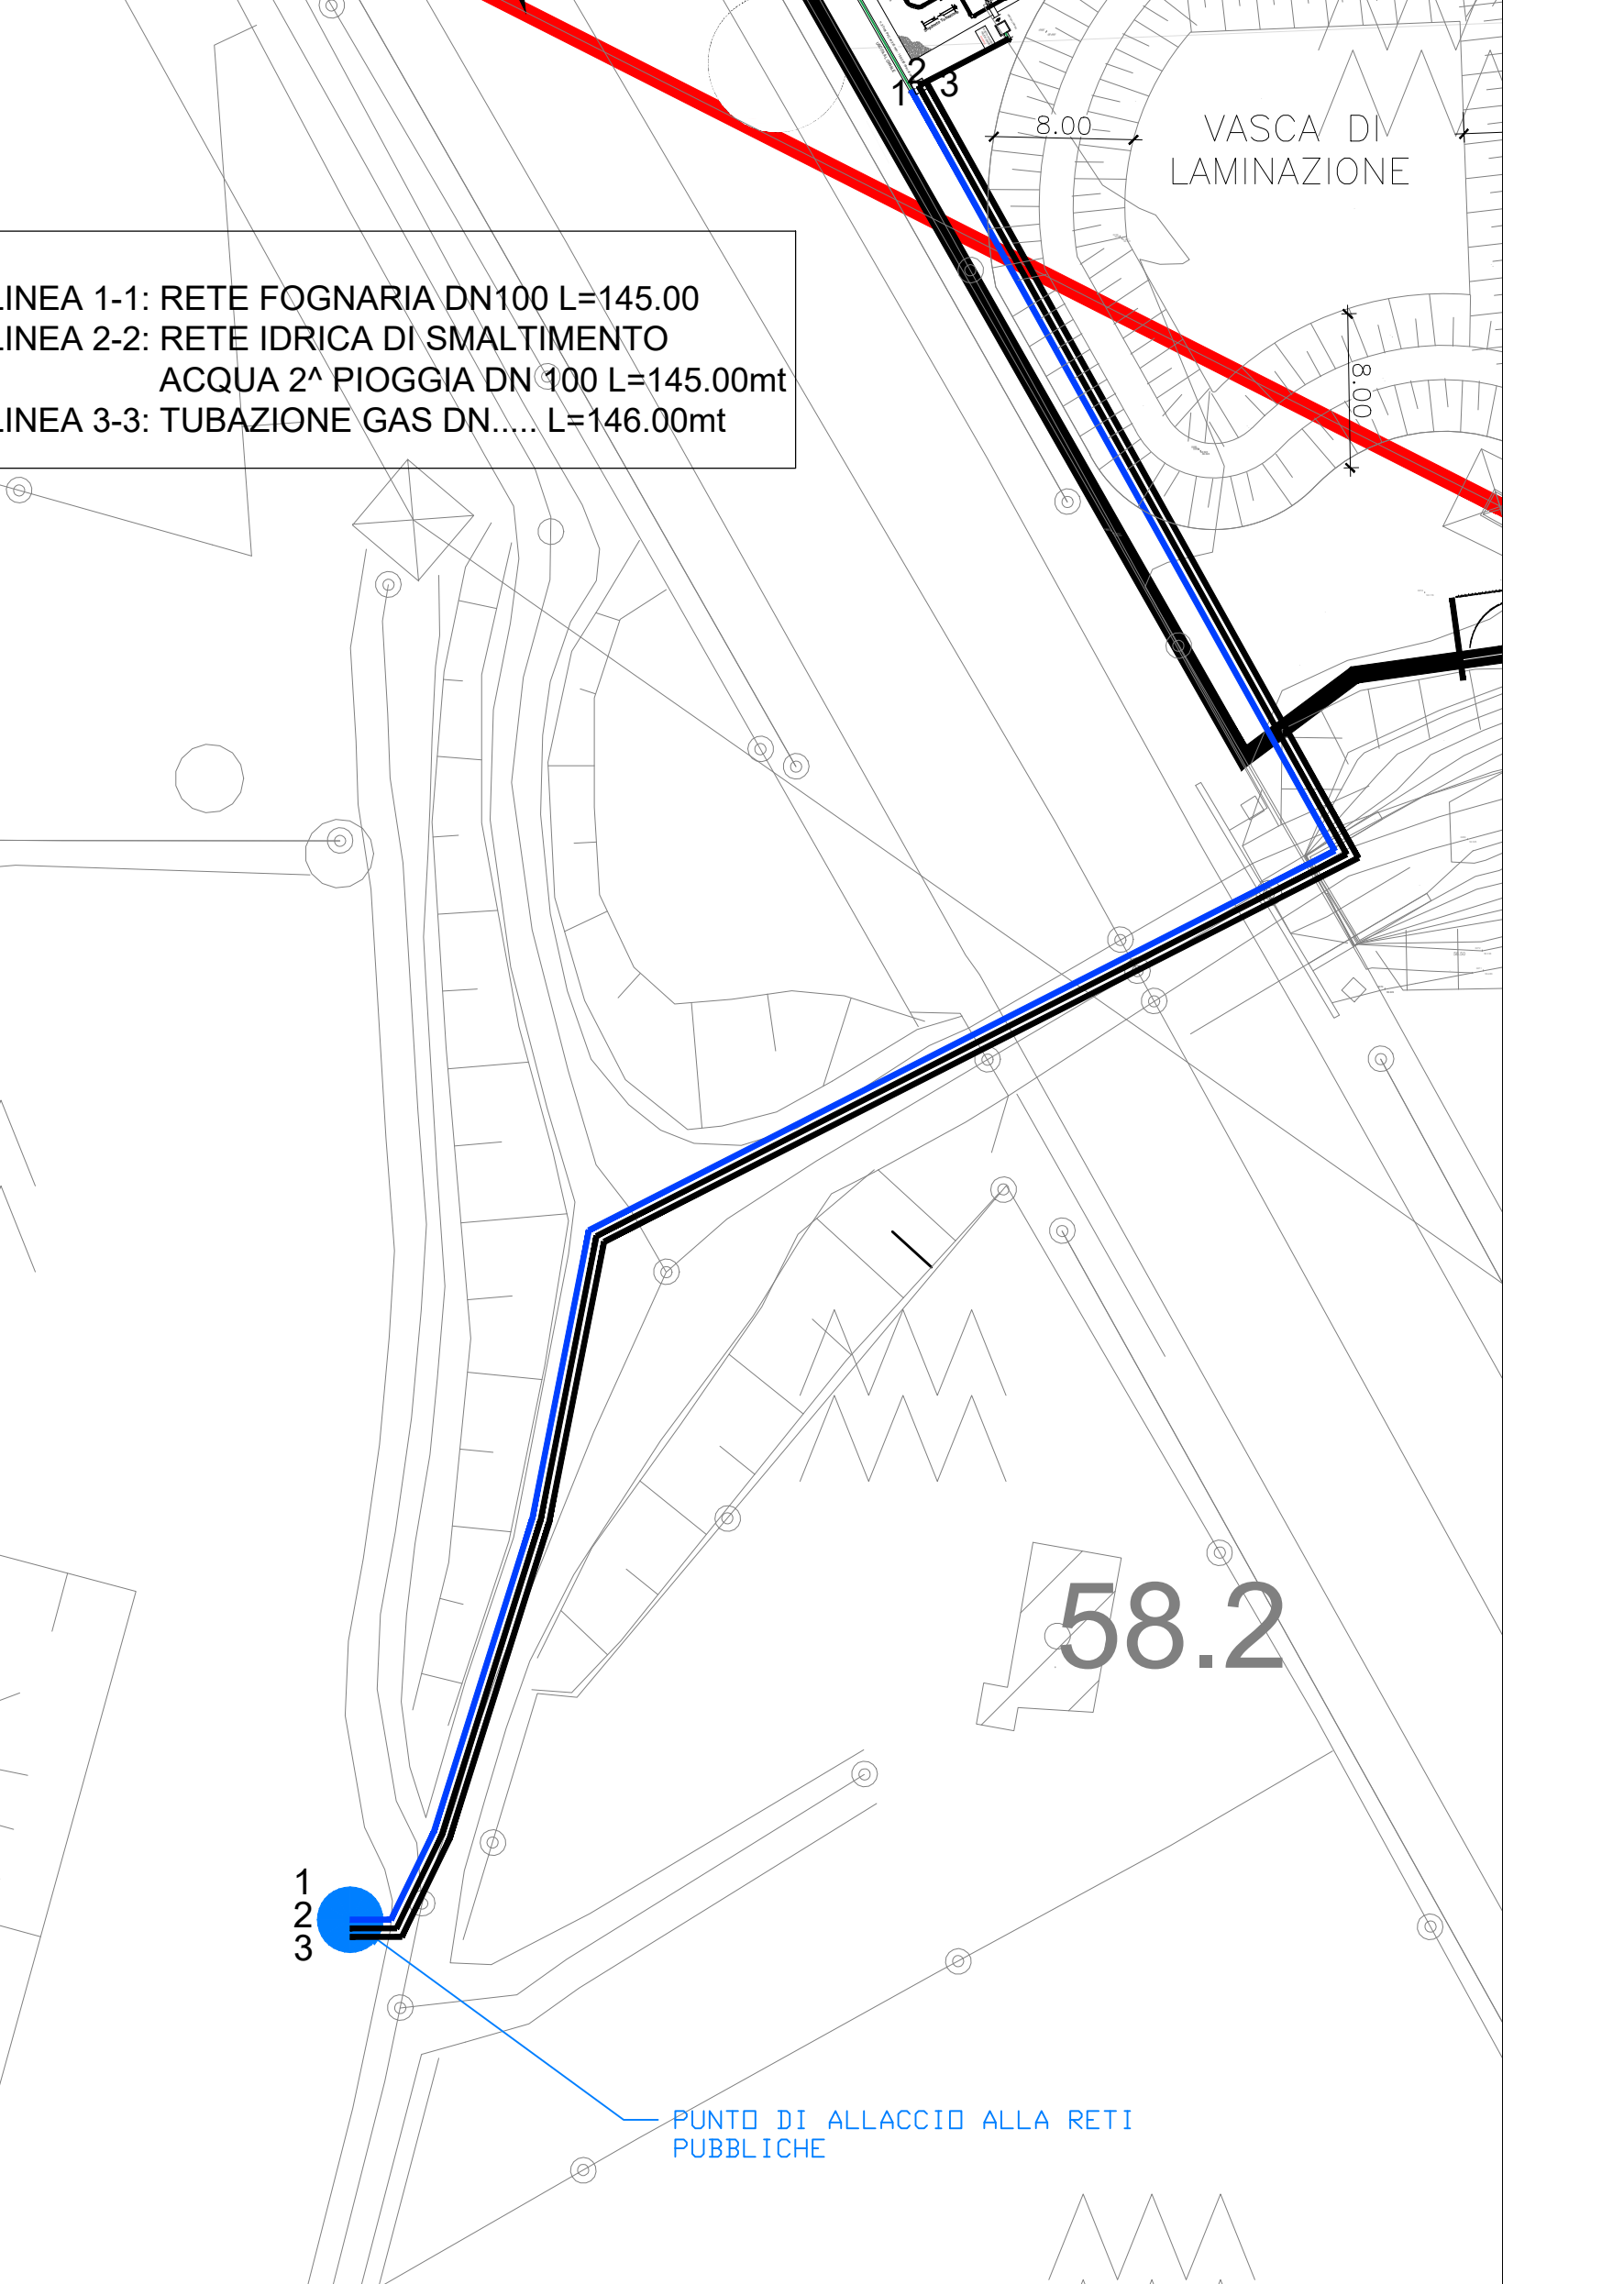 2
1 3
8.00
VASCA DI
LAMINAZIONE
LINEA 1-1: RETE FOGNARIA DN100 L=145.00
LINEA 2-2: RETE IDRICA DI SMALTIMENTO
ACQUA 2^ PIOGGIA DN 100 L=145.00mt
LINEA 3-3: TUBAZIONE GAS DN..... L=146.00mt
8.00
58.2
1
2
3
PUNTO DI ALLACCIO ALLA RETI
PUBBLICHE